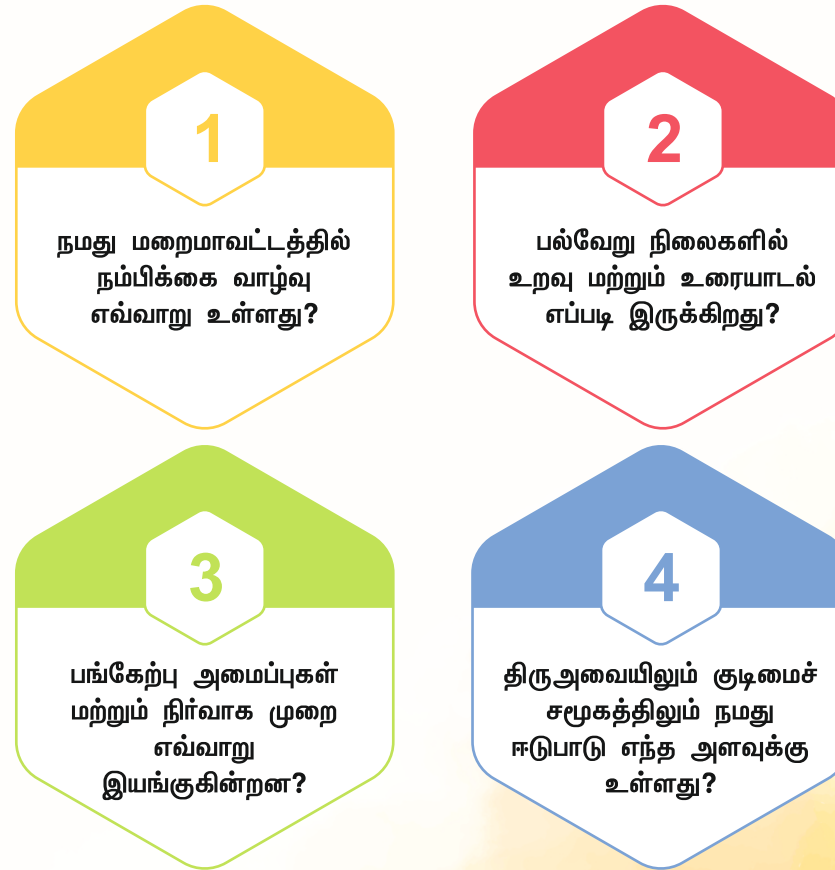 1
நமது மறைமாவட்டத்தில்
நம்பிக்கை வாழ்வு
எவ்வாறு உள்ளது?
2
பல்வேறு நிலைகளில்
உறவு மற்றும் உரையாடல்
எப்படி இருக்கிறது?
3
பங்கேற்பு அமைப்புகள்
மற்றும் நிர்வாக முறை
எவ்வாறு
இயங்குகின்றன?
4
திருஅவையிலும் குடிமைச்
சமூகத்திலும் நமது
ஈடுபாடு எந்த அளவுக்கு
உள்ளது?